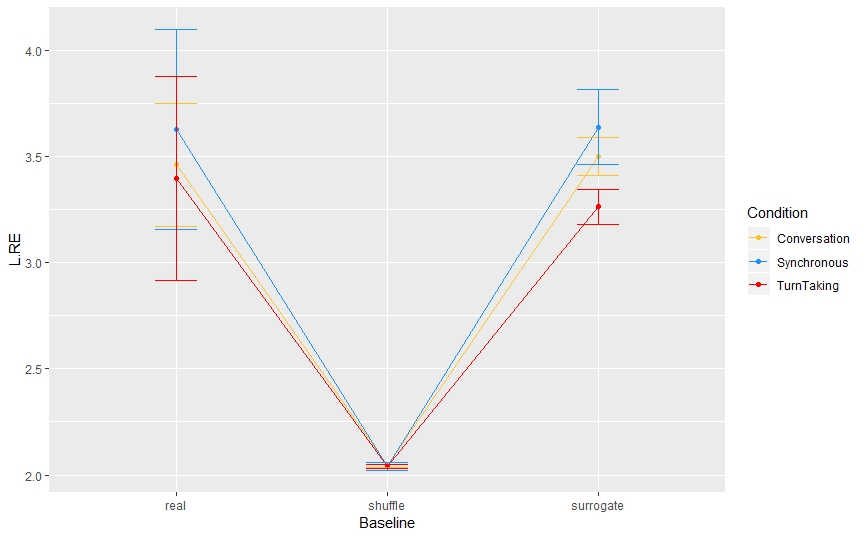 4.0
3.5
3.0
2.5
2.0
L.RE
real shuffle surrogate
Baseline
Condition
Conversation
Synchronous
TurnTaking